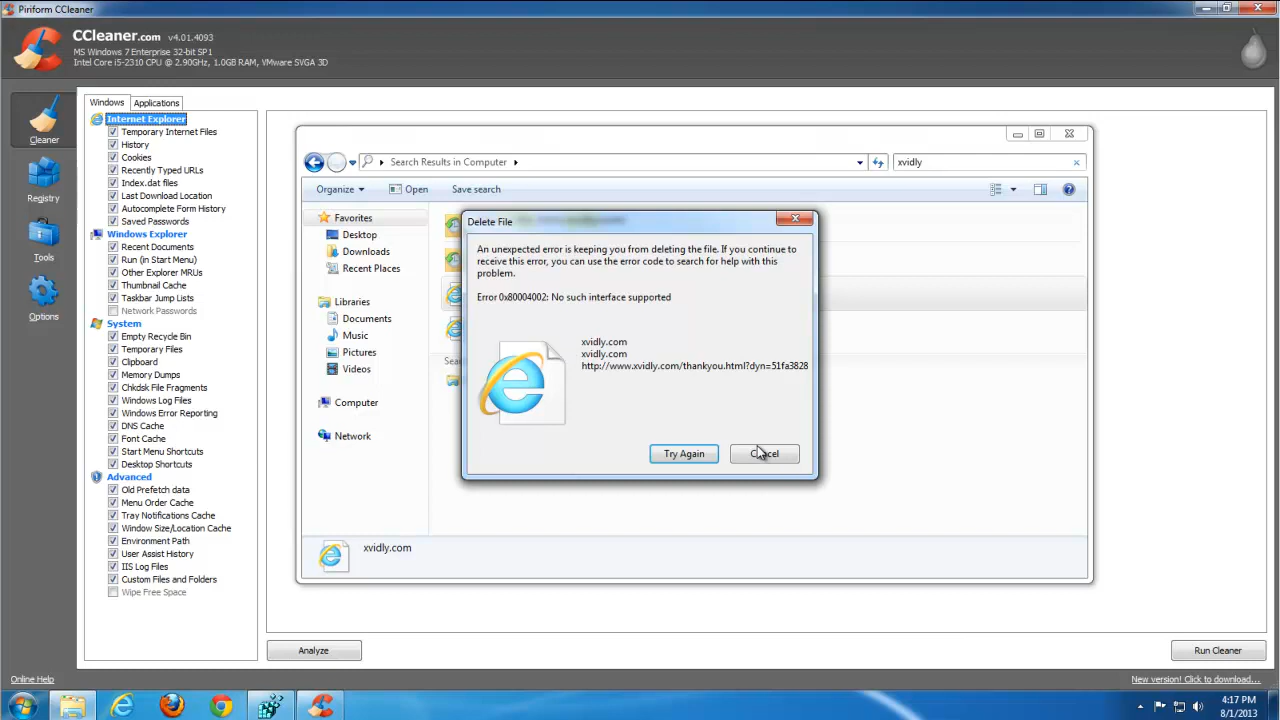 Piriform CCleaner
CCleaner.com v4.01.4093
MS Windows 7 Enterprise 32-bit SP1
Intel Core i5-2310 CPU @ 2.90GHz, 1.0GB RAM, VMware SVGA 3D
Cleaner
Registry
Tools
Options
Windows Applications
Internet Explorer
Temporary Internet Files
History
Cookies
Recently Typed URLs
Index.dat files
Last Download Location
Autocomplete Form History
Saved Passwords
Windows Explorer
Recent Documents
Run (in Start Menu)
Other Explorer MRUs
Thumbnail Cache
Taskbar Jump Lists
Network Passwords
System
Empty Recycle Bin
Temporary Files
Clipboard
Memory Dumps
Chkdsk File Fragments
Windows Log Files
Windows Error Reporting
DNS Cache
Font Cache
Start Menu Shortcuts
Desktop Shortcuts
Advanced
Old Prefetch data
Menu Order Cache
Tray Notifications Cache
Window Size/Location Cache
Environment Path
User Assist History
IIS Log Files
Custom Files and Folders
Wipe Free Space
Search Results in Computer
xvidly
Organize Open Save search
Favorites
Desktop
Downloads
Recent Places
Libraries
Documents
Music
Pictures
Videos
Computer
Network
Delete File
An unexpected error is keeping you from deleting the file. If you continue to
receive this error, you can use the error code to search for help with this
problem.
Error 0x80004002: No such interface supported
xvidly.com
xvidly.com
http://www.xvidly.com/thankyou.html?dyn=51fa3828
Try Again Cancel
xvidly.com
Analyze Run Cleaner
Online Help New version! Click to download...
4:17 PM
8/1/2013